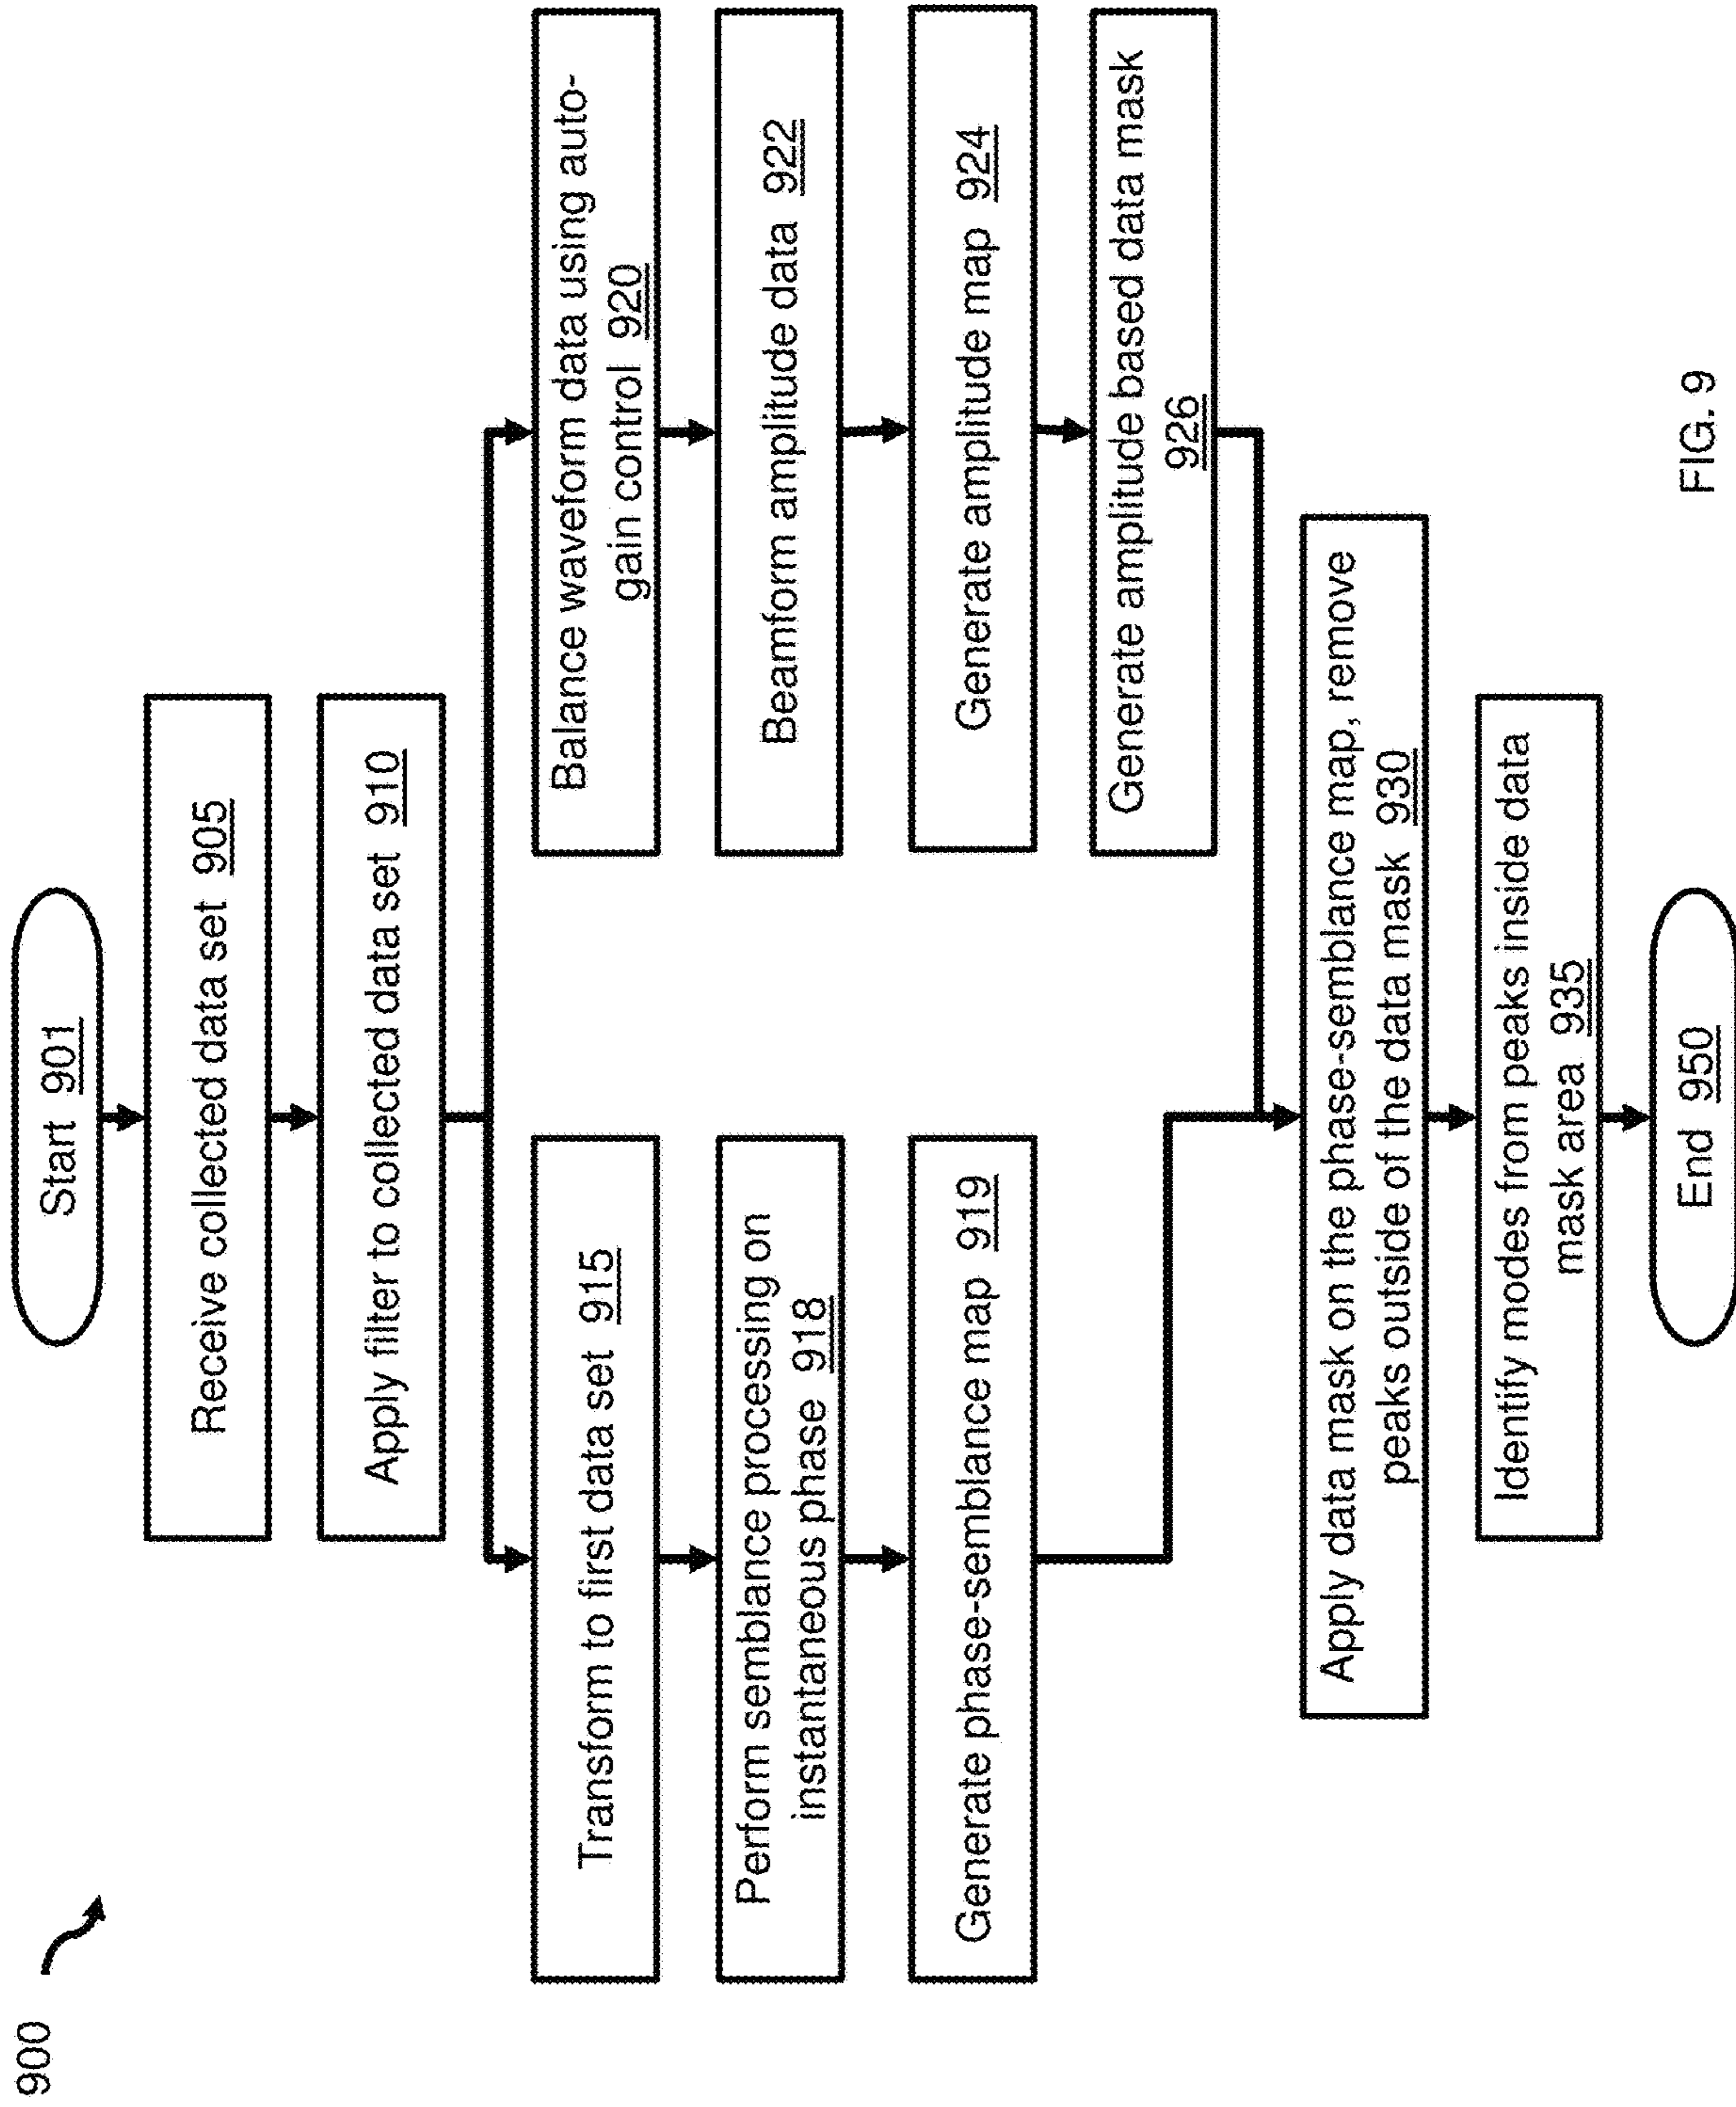 900
Start 901
Receive collected data set 905
Apply filter to collected data set 910
Transform to first data set 915
Perform semblance processing on
instantaneous phase 918
Generate phase-semblance map 919
Balance waveform data using auto-
gain control 920
Beamform amplitude data 922
Generate amplitude map 924
Generate amplitude based data mask
926
Apply data mask on the phase-semblance map, remove
peaks outside of the data mask 930
Identify modes from peaks inside data
mask area 935
End 950
FIG. 9